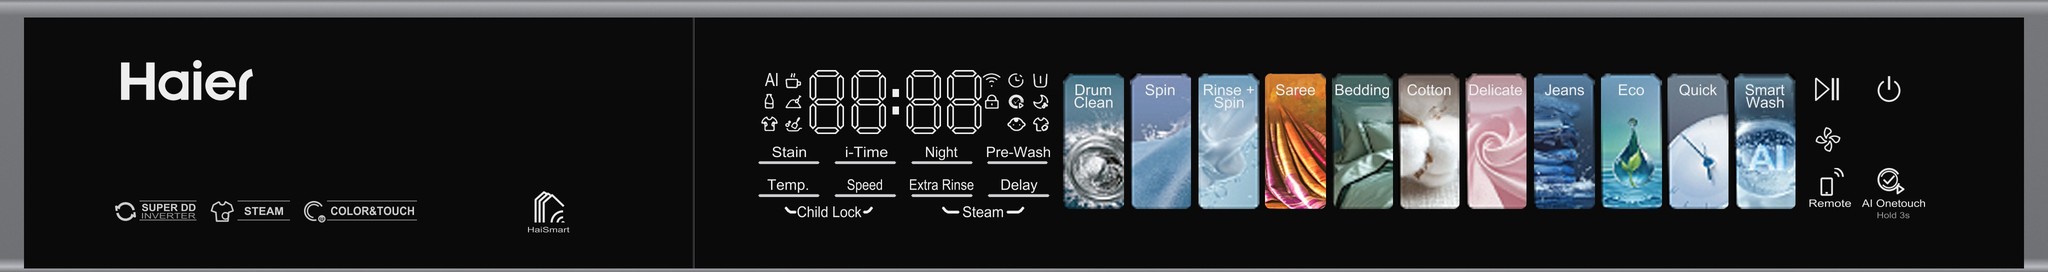 Haier
SUPER DD
INVERTER
STEAM
COLOR&TOUCH
HaiSmart
AI
88:88
Stain
i-Time
Night
Pre-Wash
Temp.
Speed
Extra Rinse
Delay
Child Lock
Steam
Drum
Clean
Spin
Rinse +
Spin
Saree
Bedding
Cotton
Delicate
Jeans
Eco
Quick
Smart
Wash
AI
Remote
AI Onetouch
Hold 3s